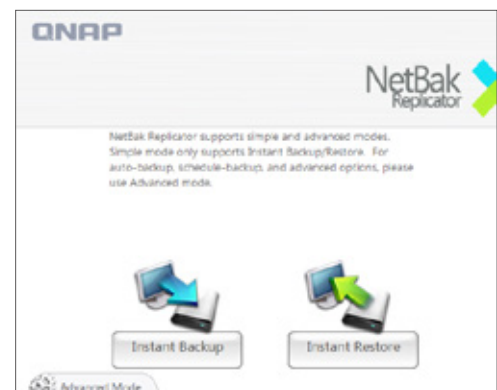 QNAP
NetBak
Replicator
NetBak Replicator supports simple and advanced modes.
Simple mode only supports Instant Backup/Restore. For
auto-backup, schedule-backup, and advanced options, please
use Advanced mode.
Instant Backup
Instant Restore
Advanced Mode